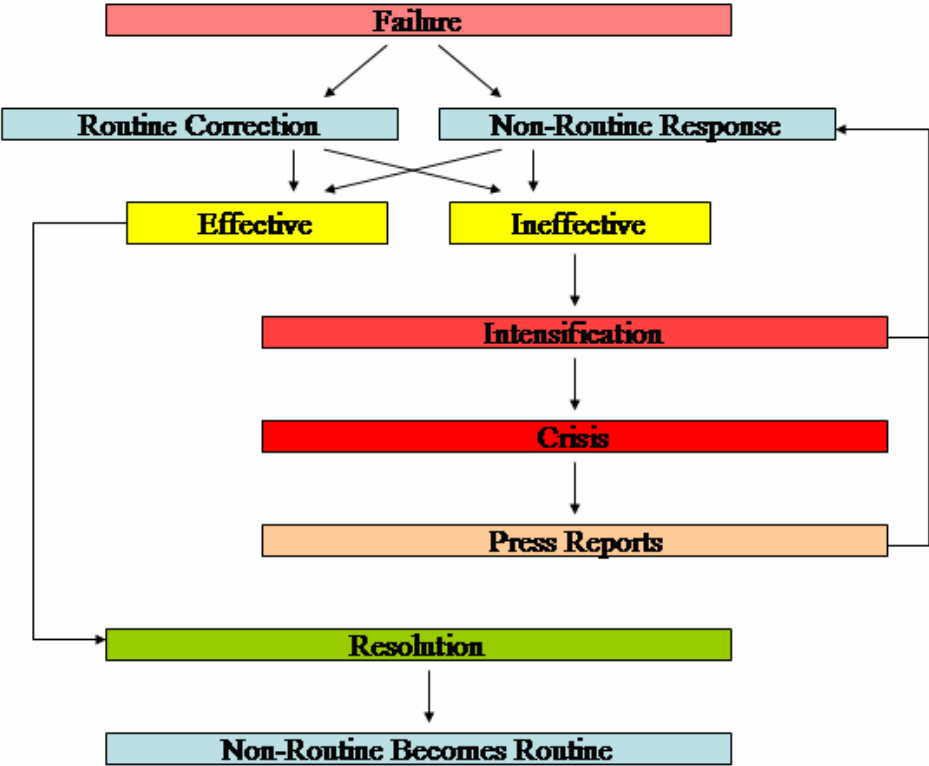 Failure
Routine Correction
Non-Routine Response
Effective
Ineffective
Intensification
Crisis
Press Reports
Resolution
Non-Routine Becomes Routine